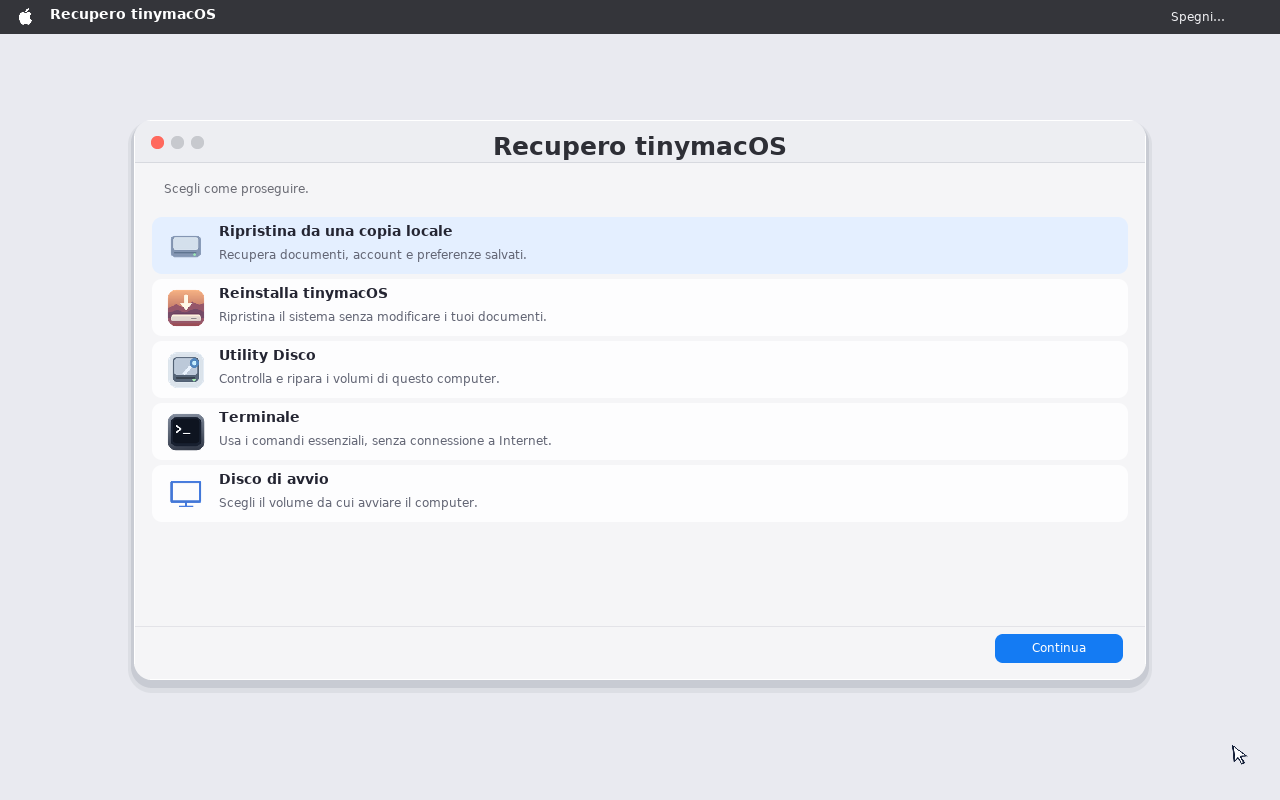 Recupero tinymacOS
Spegni...
Recupero tinymacOS
Scegli come proseguire.
Ripristina da una copia locale
Recupera documenti, account e preferenze salvati.
Reinstalla tinymacOS
Ripristina il sistema senza modificare i tuoi documenti.
Utility Disco
Controlla e ripara i volumi di questo computer.
Terminale
Usa i comandi essenziali, senza connessione a Internet.
Disco di avvio
Scegli il volume da cui avviare il computer.
Continua